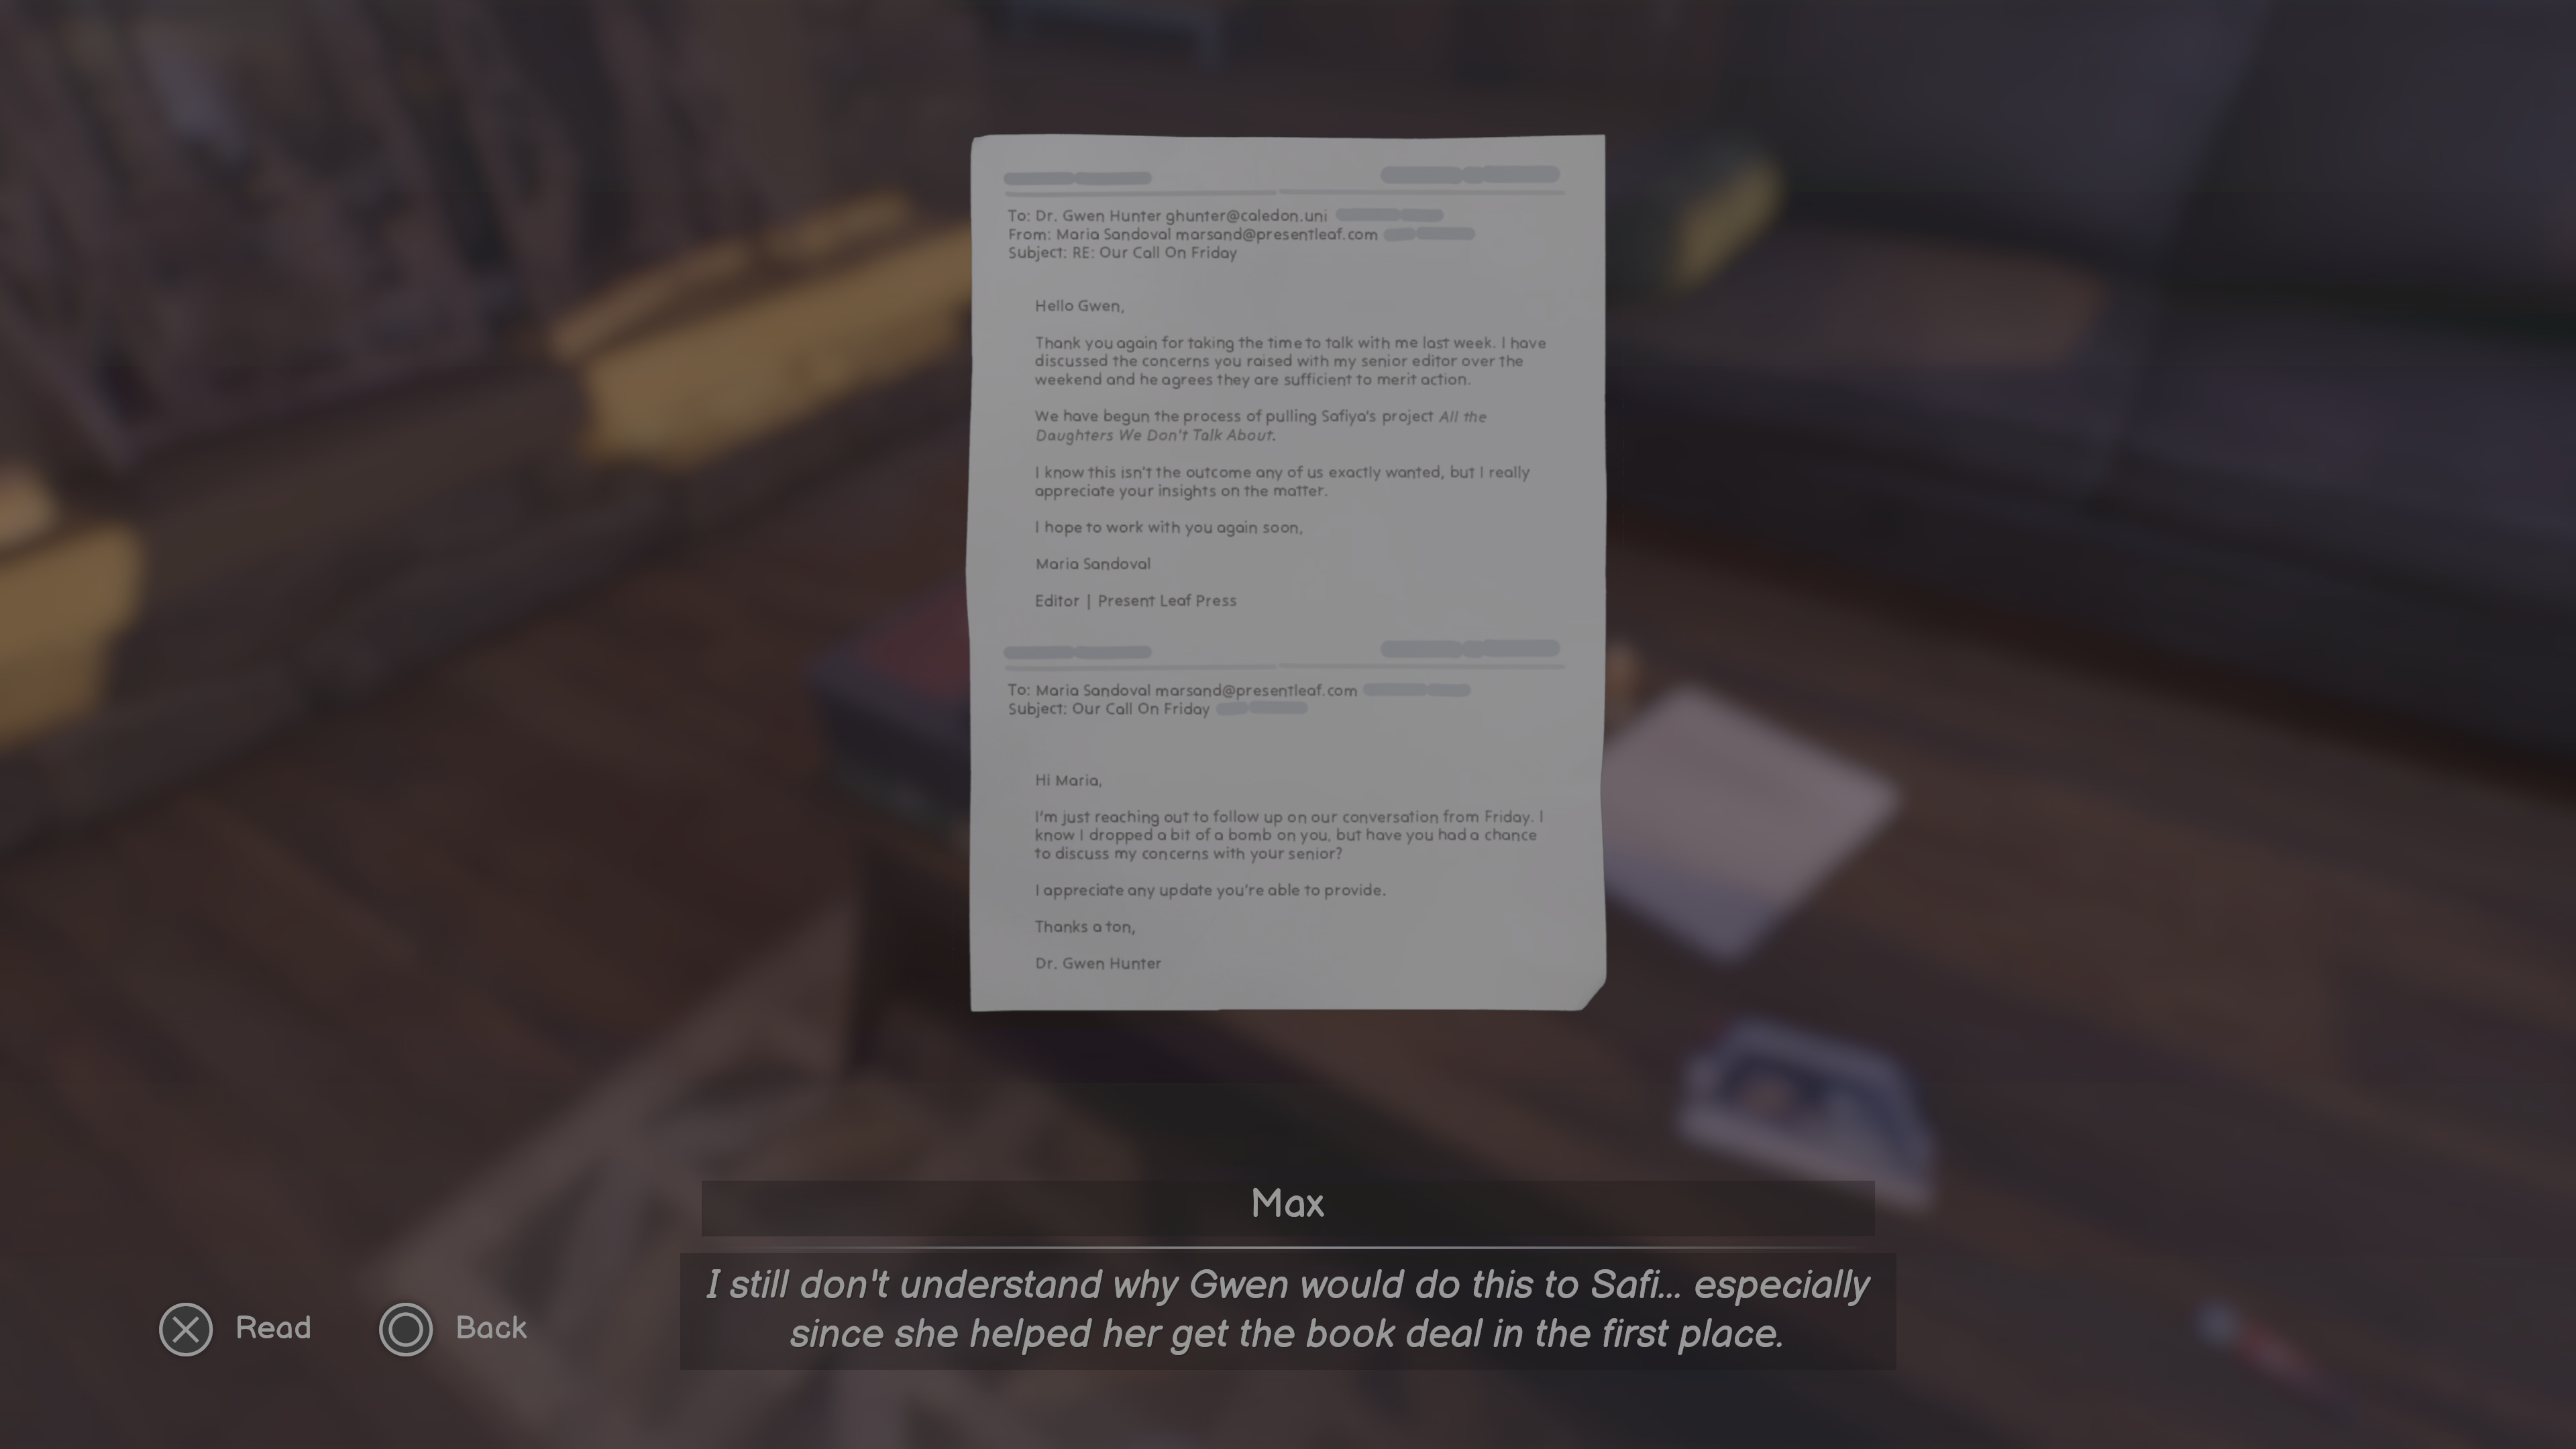 To: Dr. Gwen Hunter ghunter@caledon.uni
From: Maria Sandoval marsand@presentleaf.com
Subject: RE: Our Call On Friday
Hello Gwen,
Thank you again for taking the time to talk with me last week. I have
discussed the concerns you raised with my senior editor over the
weekend and he agrees they are sufficient to merit action.
We have begun the process of pulling Safiya's project All the
Daughters We Don't Talk About.
I know this isn't the outcome any of us exactly wanted, but I really
appreciate your insights on the matter.
I hope to work with you again soon,
Maria Sandoval
Editor | Present Leaf Press
To: Maria Sandoval marsand@presentleaf.com
Subject: Our Call On Friday
Hi Maria,
I'm just reaching out to follow up on our conversation from Friday. I
know I dropped a bit of a bomb on you, but have you had a chance
to discuss my concerns with your senior?
I appreciate any update you're able to provide.
Thanks a ton,
Dr. Gwen Hunter
Max
I still don't understand why Gwen would do this to Safi... especially
since she helped her get the book deal in the first place.
Read
Back